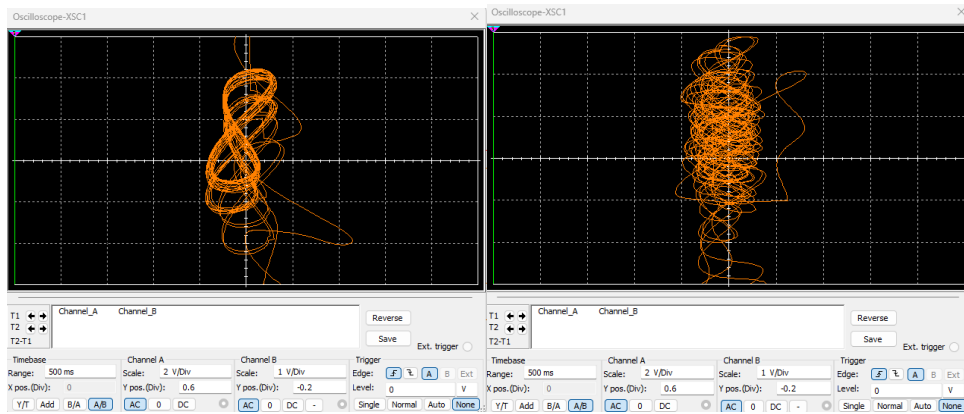 Oscilloscope-XSC1
Channel_A Channel_B
T1
T2
T2-T1
Reverse
Save
Ext. trigger
Timebase
Range: 500 ms
X pos.(Div): 0
Y/T Add B/A A/B
Channel A
Scale: 2 V/Div
Y pos.(Div): 0.6
AC 0 DC
Channel B
Scale: 1 V/Div
Y pos.(Div): -0.2
AC 0 DC -
Trigger
Edge: A B Ext
Level: 0 V
Single Normal Auto None
Oscilloscope-XSC1
Channel_A Channel_B
T1
T2
T2-T1
Reverse
Save
Ext. trigger
Timebase
Range: 500 ms
X pos.(Div): 0
Y/T Add B/A A/B
Channel A
Scale: 2 V/Div
Y pos.(Div): 0.6
AC 0 DC
Channel B
Scale: 1 V/Div
Y pos.(Div): -0.2
AC 0 DC -
Trigger
Edge: A B Ext
Level: 0 V
Single Normal Auto None